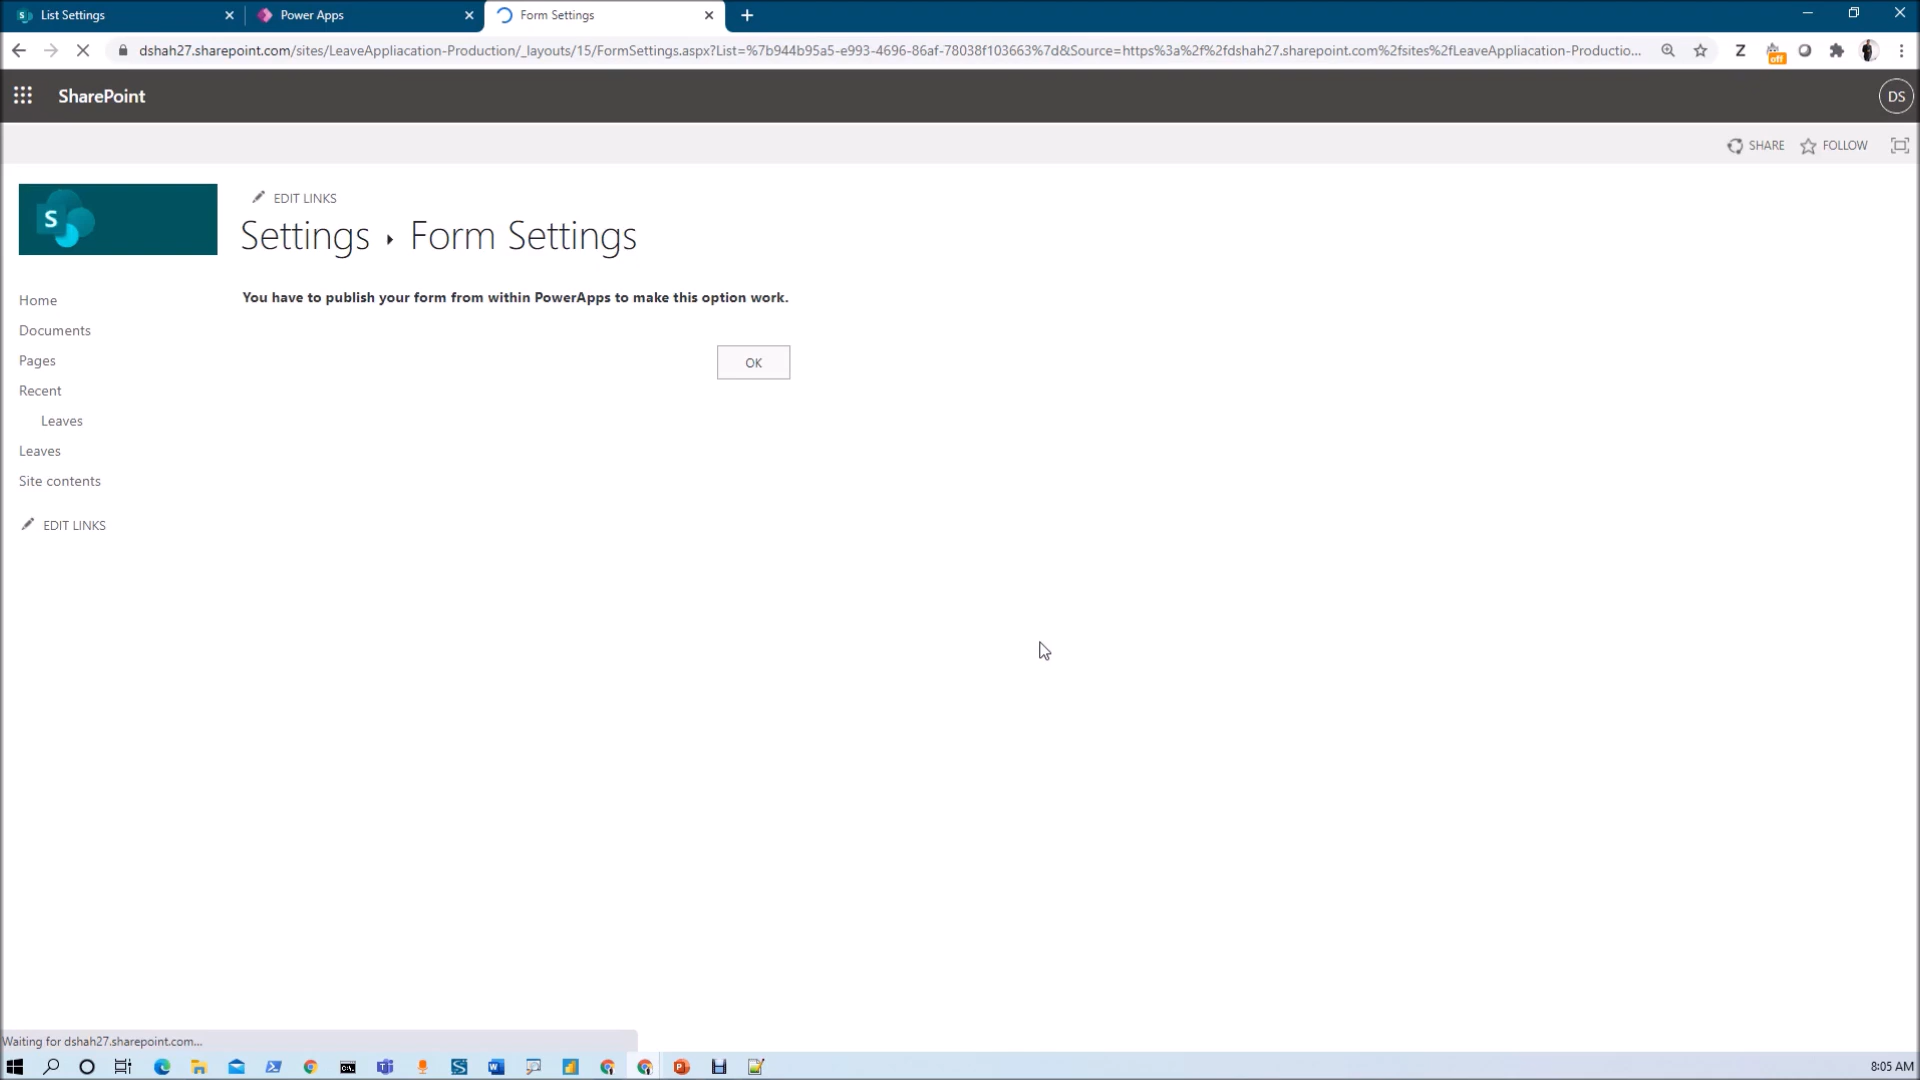 List Settings
Power Apps
Form Settings
dshah27.sharepoint.com/sites/LeaveAppliacation-Production/_layouts/15/FormSettings.aspx?List=%7b944b95a5-e993-4696-86af-78038f103663%7d&Source=https%3a%2f%2fdshah27.sharepoint.com%2fsites%2fLeaveAppliacation-Productio...
Z
off
SharePoint
DS
SHARE
FOLLOW
S
EDIT LINKS
Settings ▸ Form Settings
You have to publish your form from within PowerApps to make this option work.
OK
Home
Documents
Pages
Recent
Leaves
Leaves
Site contents
EDIT LINKS
Waiting for dshah27.sharepoint.com...
8:05 AM